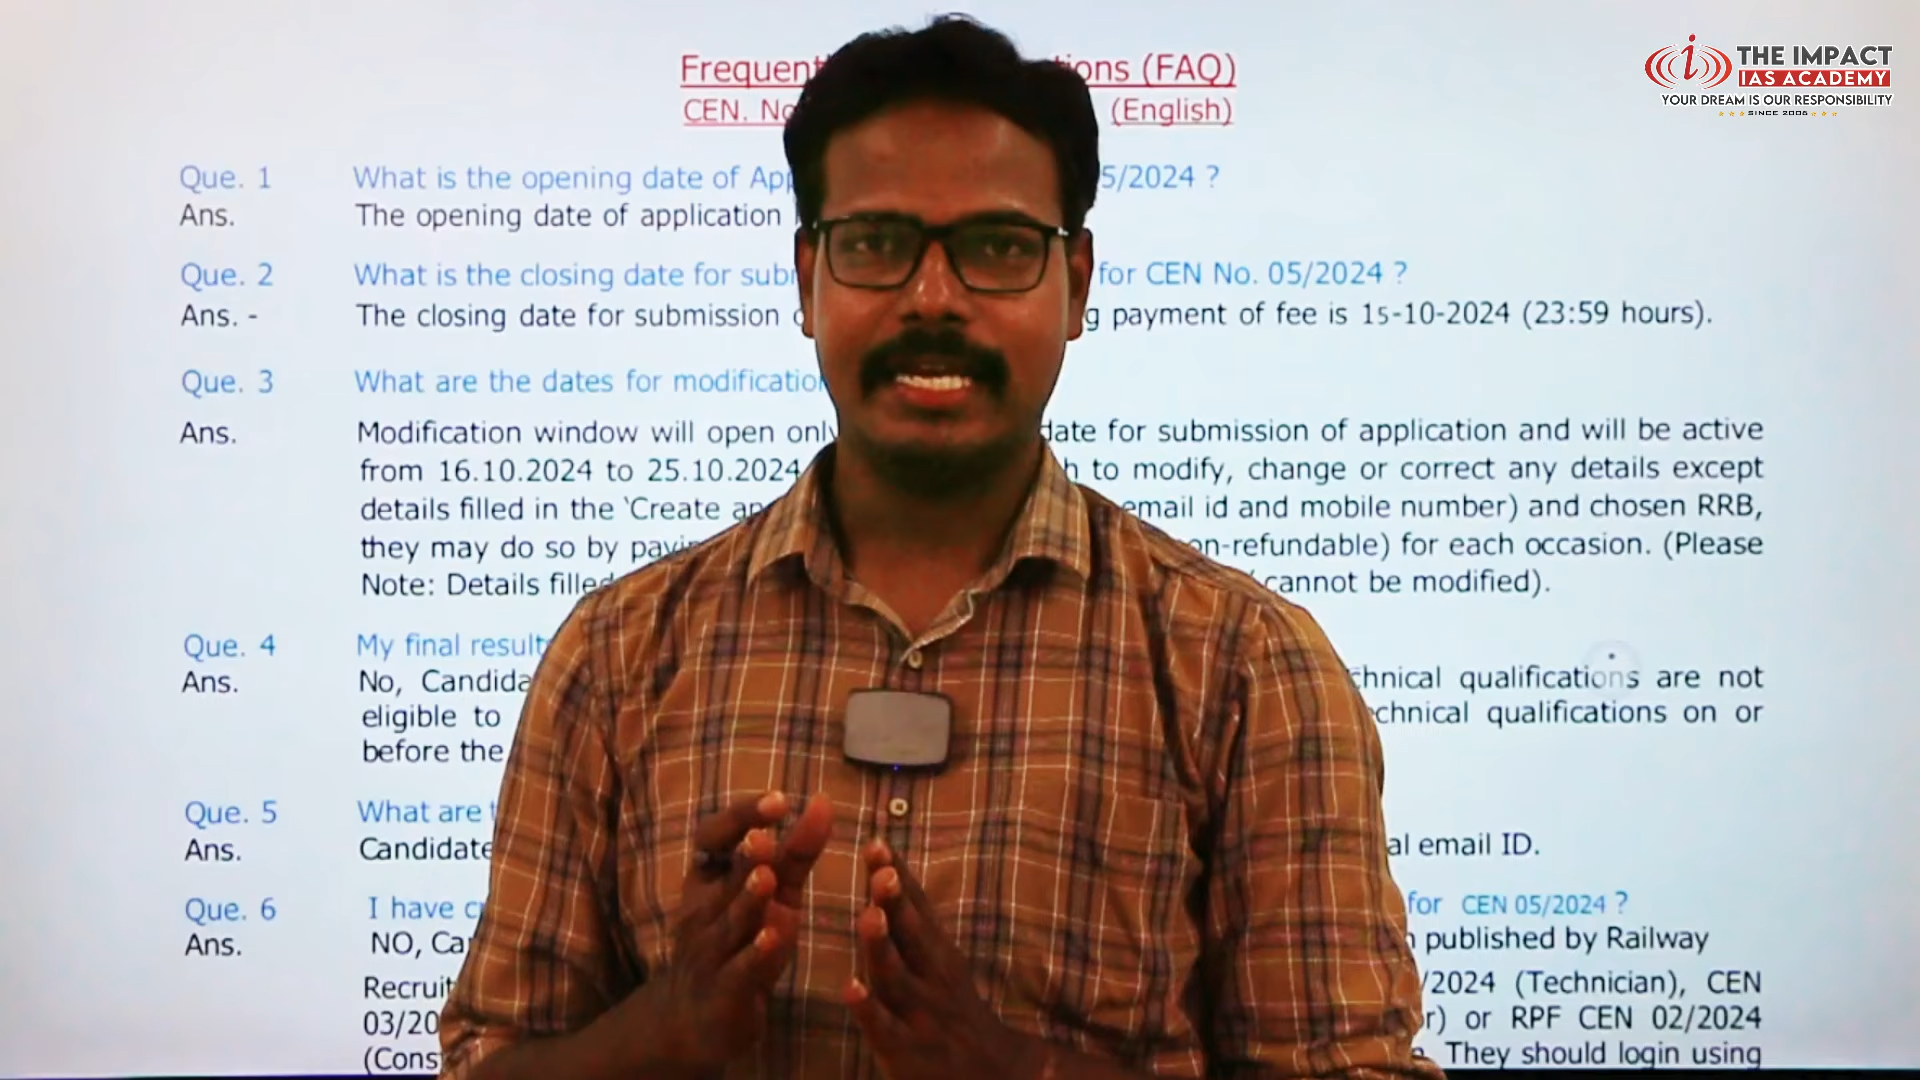 THE IMPACT
IAS ACADEMY
YOUR DREAM IS OUR RESPONSIBILITY
SINCE 2006
Frequent ions (FAQ)
CEN. No (English)
Que. 1 What is the opening date of App 5/2024 ?
Ans. The opening date of application
Que. 2 What is the closing date for sub for CEN No. 05/2024 ?
Ans. - The closing date for submission g payment of fee is 15-10-2024 (23:59 hours).
Que. 3 What are the dates for modification
Ans. Modification window will open only date for submission of application and will be active
from 16.10.2024 to 25.10.2024 h to modify, change or correct any details except
details filled in the 'Create an email id and mobile number) and chosen RRB,
they may do so by payin on-refundable) for each occasion. (Please
Note: Details filled cannot be modified).
Que. 4 My final result
Ans. No, Candida chnical qualifications are not
eligible to echnical qualifications on or
before the
Que. 5 What are t
Ans. Candidate al email ID.
Que. 6 I have c for CEN 05/2024 ?
Ans. NO, Ca published by Railway
Recruit /2024 (Technician), CEN
03/20 r) or RPF CEN 02/2024
(Cons They should login using